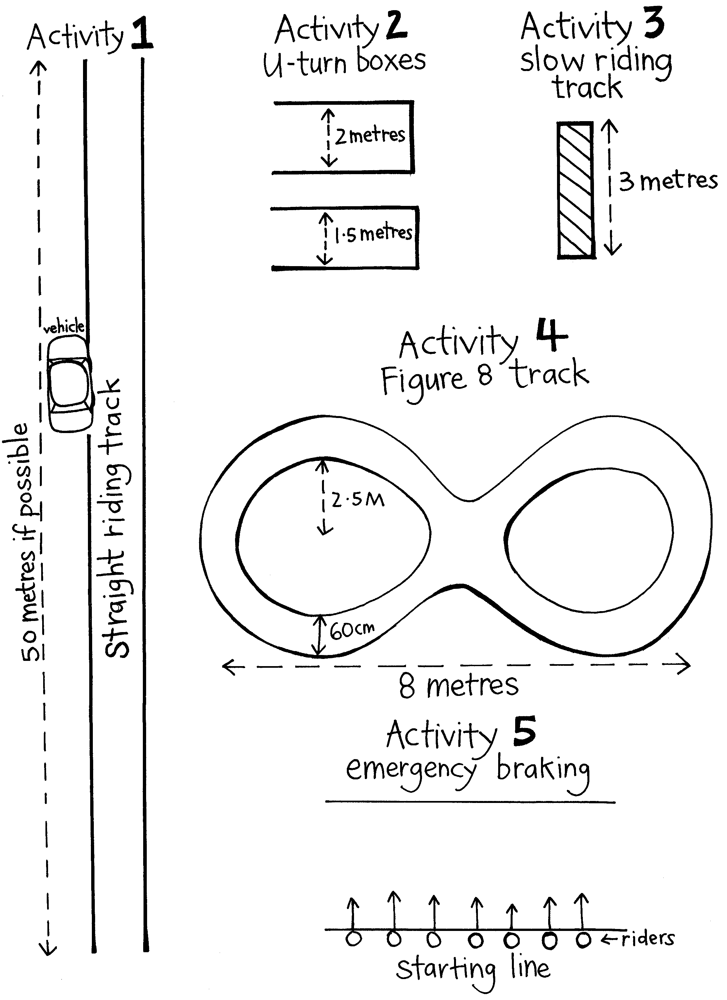 Activity 1
50 metres if possible
vehicle
Straight riding track
Activity 2
U-turn boxes
2 metres
1.5 metres
Activity 3
slow riding
track
3 metres
Activity 4
Figure 8 track
2.5M
60cm
8 metres
Activity 5
emergency braking
←riders
starting line